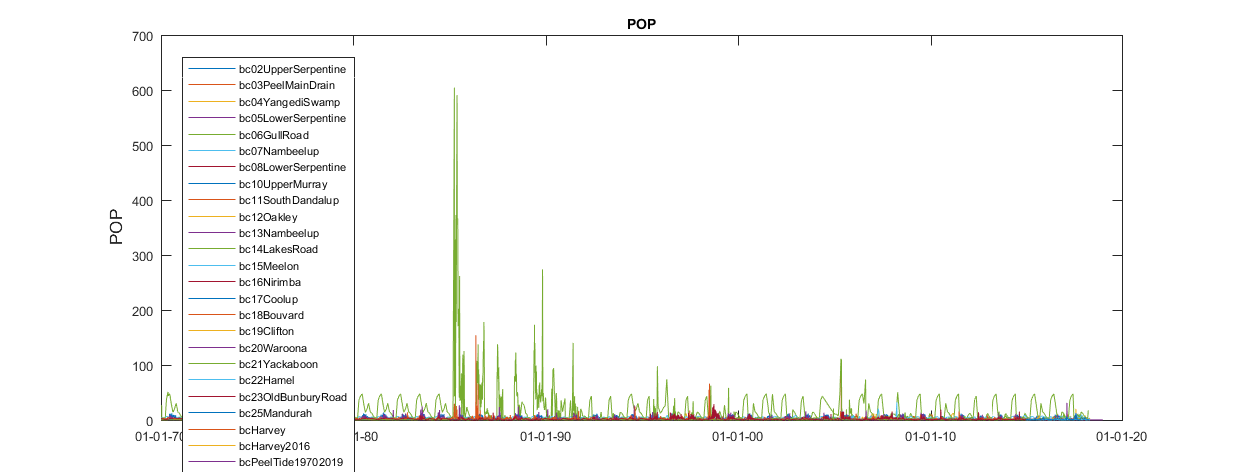 POP
700
600
500
400
300
200
100
0
POP
bc02UpperSerpentine
bc03PeelMainDrain
bc04YangediSwamp
bc05LowerSerpentine
bc06GullRoad
bc07Nambeelup
bc08LowerSerpentine
bc10UpperMurray
bc11SouthDandalup
bc12Oakley
bc13Nambeelup
bc14LakesRoad
bc15Meelon
bc16Nirimba
bc17Coolup
bc18Bouvard
bc19Clifton
bc20Waroona
bc21Yackaboon
bc22Hamel
bc23OldBunburyRoad
bc25Mandurah
bcHarvey
bcHarvey2016
bcPeelTide19702019
01-01-70 1-80 01-01-90 01-01-00 01-01-10 01-01-20